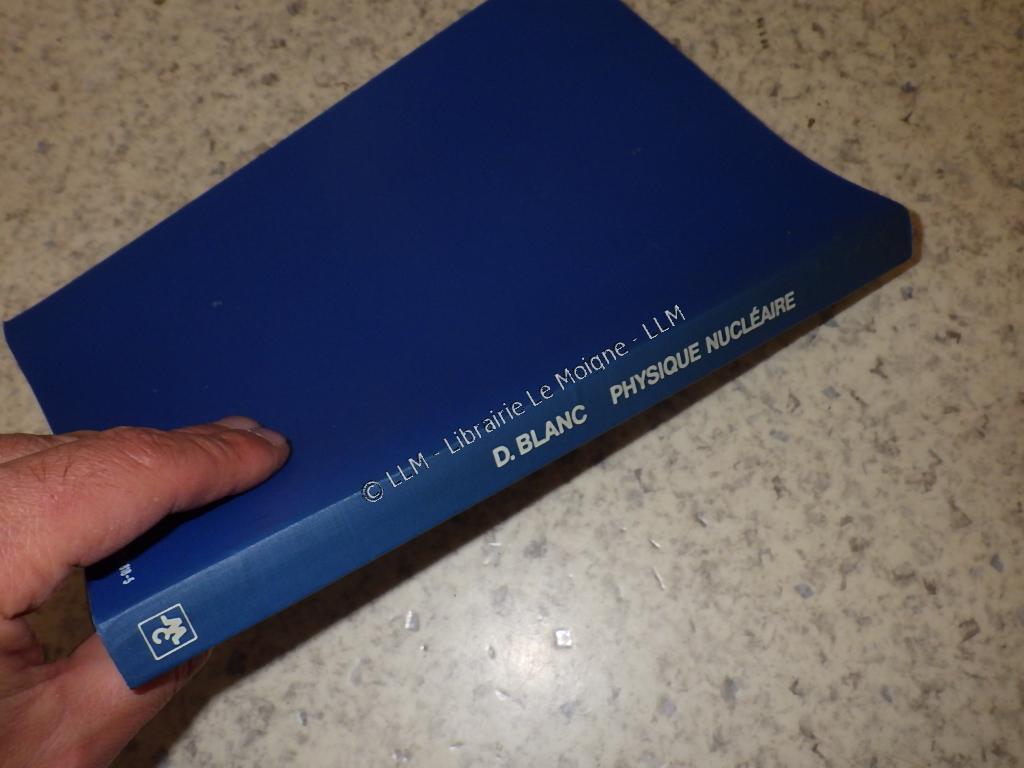 © LLM - Librairie Le Moigne - LLM
D. BLANC PHYSIQUE NUCLÉAIRE